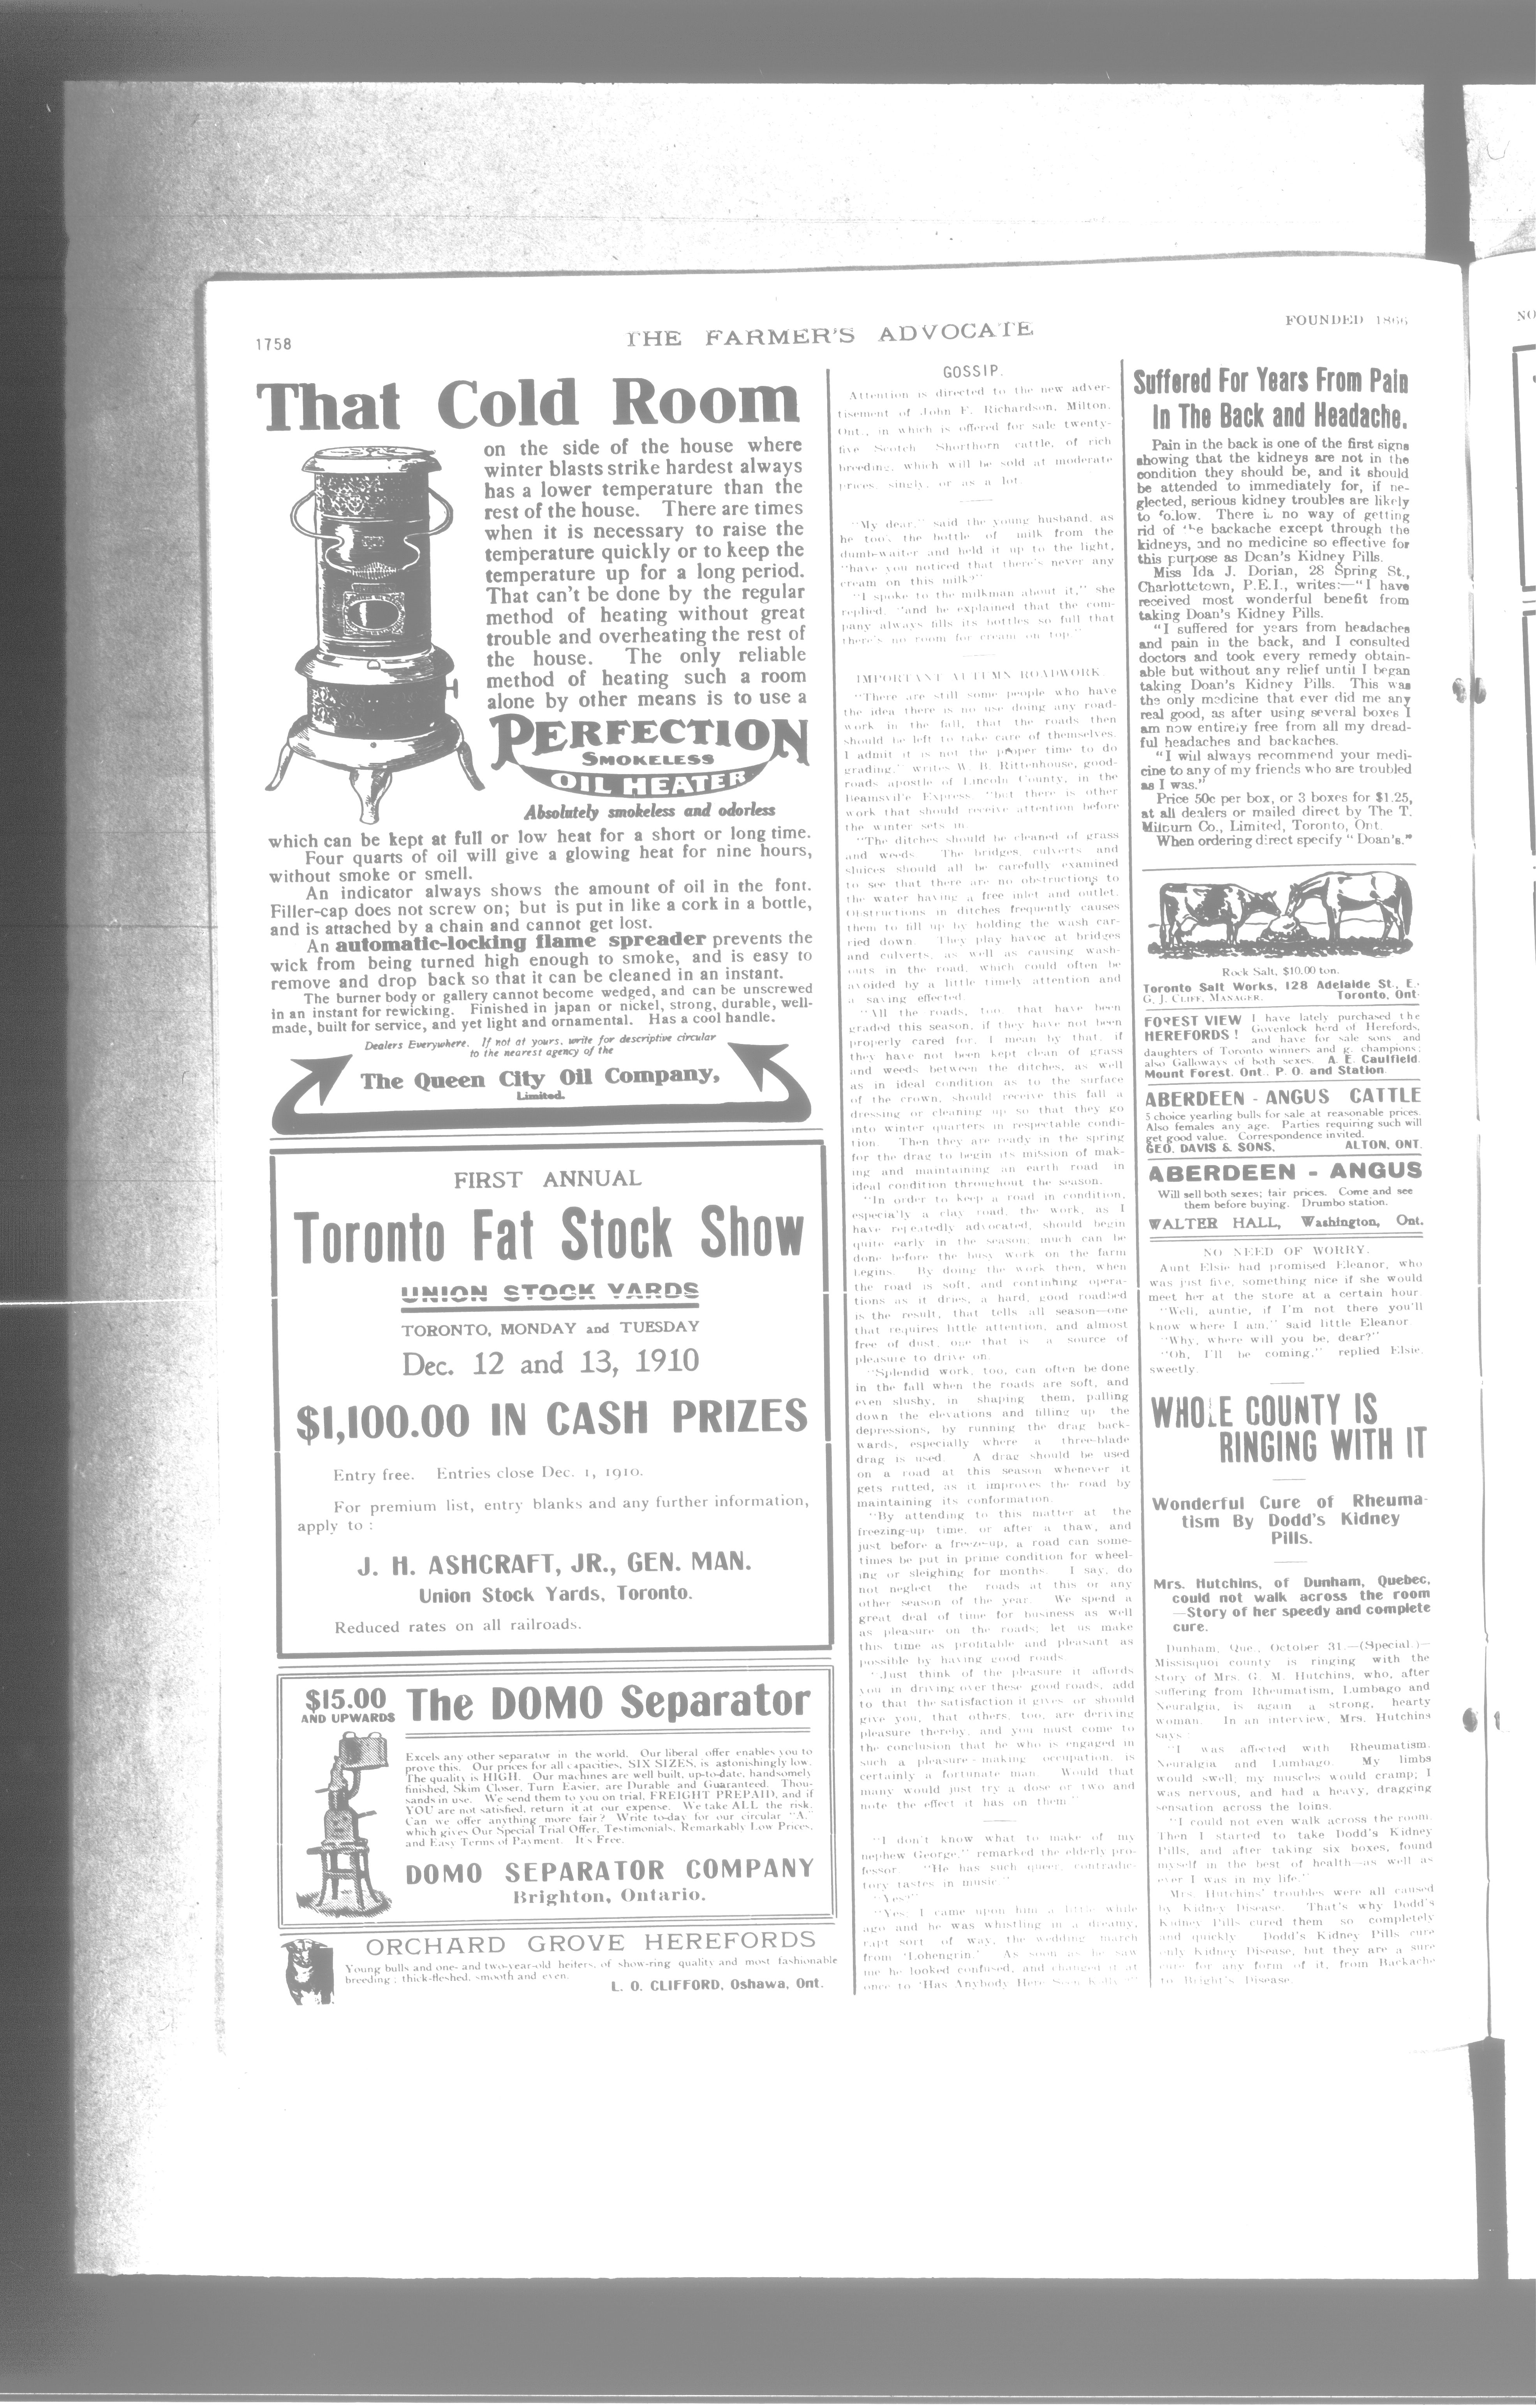 1758
THE FARMER'S ADVOCATE
FOUNDED 1866
That Cold Room
on the side of the house where
winter blasts strike hardest always
has a lower temperature than the
rest of the house. There are times
when it is necessary to raise the
temperature quickly or to keep the
temperature up for a long period.
That can't be done by the regular
method of heating without great
trouble and overheating the rest of
the house. The only reliable
method of heating such a room
alone by other means is to use a
PERFECTION
SMOKELESS
OIL HEATER
Absolutely smokeless and odorless
which can be kept at full or low heat for a short or long time.
Four quarts of oil will give a glowing heat for nine hours,
without smoke or smell.
An indicator always shows the amount of oil in the font.
Filler-cap does not screw on; but is put in like a cork in a bottle,
and is attached by a chain and cannot get lost.
An automatic-locking flame spreader prevents the
wick from being turned high enough to smoke, and is easy to
remove and drop back so that it can be cleaned in an instant.
The burner body or gallery cannot become wedged, and can be unscrewed
in an instant for rewicking. Finished in japan or nickel, strong, durable, well-
made, built for service, and yet light and ornamental. Has a cool handle.
Dealers Everywhere. If not at yours, write for descriptive circular
to the nearest agency of the
The Queen City Oil Company,
Limited.
FIRST ANNUAL
Toronto Fat Stock Show
UNION STOCK YARDS
TORONTO, MONDAY and TUESDAY
Dec. 12 and 13, 1910
$1,100.00 IN CASH PRIZES
Entry free. Entries close Dec. 1, 1910.
For premium list, entry blanks and any further information,
apply to :
J. H. ASHCRAFT, JR., GEN. MAN.
Union Stock Yards, Toronto.
Reduced rates on all railroads.
$15.00
AND UPWARDS
The DOMO Separator
Excels any other separator in the world. Our liberal offer enables you to
prove this. Our prices for all capacities, SIX SIZES, is astonishingly low.
The quality is HIGH. Our machines are well built, up-to-date, handsomely
finished, Skim Closer, Turn Easier, are Durable and Guaranteed. Thou-
sands in use. We send them to you on trial, FREIGHT PREPAID, and if
YOU are not satisfied, return it at our expense. We take ALL the risk.
Can we offer anything more fair? Write to-day for our circular "A,"
which gives Our Special Trial Offer, Testimonials, Remarkably Low Prices,
and Easy Terms of Payment. It's Free.
DOMO SEPARATOR COMPANY
Brighton, Ontario.
ORCHARD GROVE HEREFORDS
Young bulls and one- and two-year-old heifers, of show-ring quality and most fashionable
breeding; thick-fleshed, smooth and even.
L. O. CLIFFORD, Oshawa, Ont.
GOSSIP.
Attention is directed to the new adver-
tisement of John F. Richardson, Milton,
Ont., in which is offered for sale twenty-
five Scotch Shorthorn cattle, of rich
breeding, which will be sold at moderate
prices, singly, or as a lot.
"My dear," said the young husband, as
he took the bottle of milk from the
dumb-waiter and held it up to the light,
"have you noticed that there's never any
cream on this milk?"
"I spoke to the milkman about it," she
replied, "and he explained that the com-
pany always fills its bottles so full that
there's no room for cream on top."
IMPORTANT AUTUMN ROADWORK
"There are still some people who have
the idea there is no use doing any road-
work in the fall, that the roads then
should be left to take care of themselves.
I admit it is not the proper time to do
grading," writes W. B. Rittenhouse, good-
roads apostle of Lincoln County, in the
Beamsville Express, "but there is other
work that should receive attention before
the winter sets in.
"The ditches should be cleaned of grass
and weeds. The bridges, culverts and
sluices should all be carefully examined
to see that there are no obstructions to
the water having a free inlet and outlet.
Obstructions in ditches frequently causes
them to fill up by holding the wash car-
ried down. They play havoc at bridges
and culverts, as well as causing wash-
outs in the road, which could often be
avoided by a little timely attention and
a saving effected.
"All the roads, too, that have been
graded this season, if they have not been
properly cared for, I mean by that, if
they have not been kept clean of grass
and weeds between the ditches, as well
as in ideal condition as to the surface
of the crown, should receive this fall a
dressing or cleaning up so that they go
into winter quarters in respectable condi-
tion. Then they are ready in the spring
for the drag to begin its mission of mak-
ing and maintaining an earth road in
ideal condition throughout the season.
"In order to keep a road in condition,
especially a clay road, the work, as I
have repeatedly advocated, should begin
quite early in the season; much can be
done before the busy work on the farm
begins. By doing the work then, when
the road is soft, and continuing opera-
tions as it dries, a hard, good roadbed
is the result, that tells all season—one
that requires little attention, and almost
free of dust, one that is a source of
pleasure to drive on.
"Splendid work, too, can often be done
in the fall when the roads are soft, and
even slushy, in shaping them, pulling
down the elevations and filling up the
depressions, by running the drag back-
wards, especially where a three-blade
drag is used. A drag should be used
on a road at this season whenever it
gets rutted, as it improves the road by
maintaining its conformation.
"By attending to this matter at the
freezing-up time, or after a thaw, and
just before a freeze-up, a road can some-
times be put in prime condition for wheel-
ing or sleighing for months. I say, do
not neglect the roads at this or any
other season of the year. We spend a
great deal of time for business as well
as pleasure on the roads; let us make
this time as profitable and pleasant as
possible by having good roads.
"Just think of the pleasure it affords
you in driving over these good roads, add
to that the satisfaction it gives or should
give you, that others, too, are deriving
pleasure thereby, and you must come to
the conclusion that he who is engaged in
such a pleasure-making occupation, is
certainly a fortunate man. Would that
many would just try a dose or two and
note the effect it has on them."
"I don't know what to make of my
nephew George," remarked the elderly pro-
fessor. "He has such queer, contradic-
tory tastes in music."
"Yes?"
"Yes, I came upon him a little while
ago and he was whistling in a dreamy,
rapt sort of way, the wedding march
from 'Lohengrin.' As soon as he saw
me he looked confused, and changed it at
once to 'Has Anybody Here Seen Kelly?'"
Suffered For Years From Pain
In The Back and Headache.
Pain in the back is one of the first signs
showing that the kidneys are not in the
condition they should be, and it should
be attended to immediately for, if ne-
glected, serious kidney troubles are likely
to follow. There is no way of getting
rid of the backache except through the
kidneys, and no medicine so effective for
this purpose as Doan's Kidney Pills.
Miss Ida J. Dorian, 28 Spring St.,
Charlottetown, P.E.I., writes:—"I have
received most wonderful benefit from
taking Doan's Kidney Pills.
"I suffered for years from headaches
and pain in the back, and I consulted
doctors and took every remedy obtain-
able but without any relief until I began
taking Doan's Kidney Pills. This was
the only medicine that ever did me any
real good, as after using several boxes I
am now entirely free from all my dread-
ful headaches and backaches.
"I will always recommend your medi-
cine to any of my friends who are troubled
as I was."
Price 50c per box, or 3 boxes for $1.25,
at all dealers or mailed direct by The T.
Milburn Co., Limited, Toronto, Ont.
When ordering direct specify "Doan's."
Rock Salt, $10.00 ton.
Toronto Salt Works, 128 Adelaide St., E.
G. J. CLIFF, MANAGER. Toronto, Ont.
FOREST VIEW HEREFORDS! I have lately purchased the
Govenlock herd of Herefords,
and have for sale sons and
daughters of Toronto winners and g. champions;
also Galloways of both sexes. A. E. Caulfield,
Mount Forest, Ont., P. O. and Station.
ABERDEEN - ANGUS CATTLE
5 choice yearling bulls for sale at reasonable prices.
Also females any age. Parties requiring such will
get good value. Correspondence invited.
GEO. DAVIS & SONS, ALTON, ONT.
ABERDEEN - ANGUS
Will sell both sexes; fair prices. Come and see
them before buying. Drumbo station.
WALTER HALL, Washington, Ont.
NO NEED OF WORRY.
Aunt Elsie had promised Eleanor, who
was just five, something nice if she would
meet her at the store at a certain hour.
"Well, auntie, if I'm not there you'll
know where I am," said little Eleanor.
"Why, where will you be, dear?"
"Oh, I'll be coming," replied Elsie,
sweetly.
WHOLE COUNTY IS
RINGING WITH IT
Wonderful Cure of Rheuma-
tism By Dodd's Kidney
Pills.
Mrs. Hutchins, of Dunham, Quebec,
could not walk across the room
—Story of her speedy and complete
cure.
Dunham, Que., October 31.—(Special.)—
Missisquoi county is ringing with the
story of Mrs. G. M. Hutchins, who, after
suffering from Rheumatism, Lumbago and
Neuralgia, is again a strong, hearty
woman. In an interview, Mrs. Hutchins
says:
"I was affected with Rheumatism,
Neuralgia and Lumbago. My limbs
would swell; my muscles would cramp; I
was nervous, and had a heavy, dragging
sensation across the loins.
"I could not even walk across the room.
Then I started to take Dodd's Kidney
Pills, and after taking six boxes, found
myself in the best of health—as well as
ever I was in my life."
Mrs. Hutchins' troubles were all caused
by Kidney Disease. That's why Dodd's
Kidney Pills cured them so completely
and quickly. Dodd's Kidney Pills cure
only Kidney Disease, but they are a sure
cure for any form of it, from Backache
to Bright's Disease.
NO